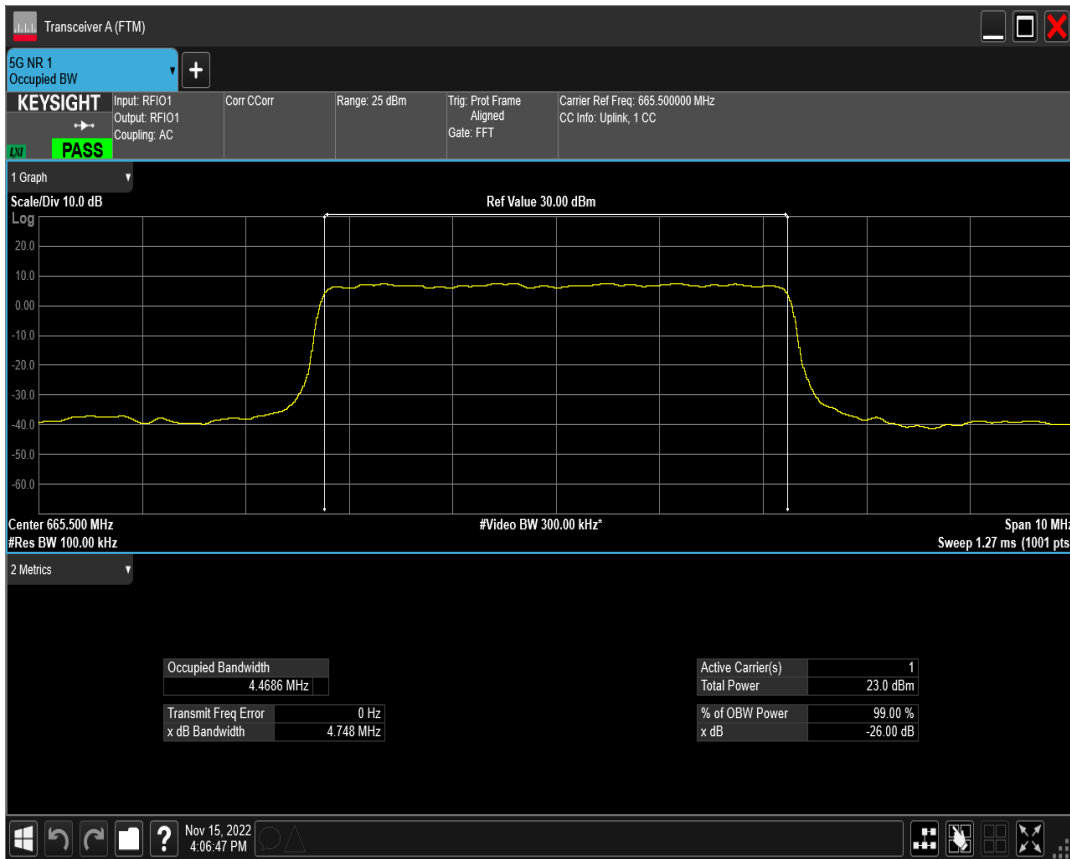 Transceiver A (FTM)
5G NR 1
Occupied BW
+
KEYSIGHT
LXI
PASS
Input: RFIO1
Output: RFIO1
Coupling: AC
Corr CCorr
Range: 25 dBm
Trig: Prot Frame
Aligned
Gate: FFT
Carrier Ref Freq: 665.500000 MHz
CC Info: Uplink, 1 CC
1 Graph
Scale/Div 10.0 dB
Ref Value 30.00 dBm
Log
20.0
10.0
0.00
-10.0
-20.0
-30.0
-40.0
-50.0
-60.0
Center 665.500 MHz
#Video BW 300.00 kHz*
Span 10 MHz
#Res BW 100.00 kHz
Sweep 1.27 ms (1001 pts
2 Metrics
Occupied Bandwidth
4.4686 MHz
Transmit Freq Error 0 Hz
x dB Bandwidth 4.748 MHz
Active Carrier(s) 1
Total Power 23.0 dBm
% of OBW Power 99.00 %
x dB -26.00 dB
?
Nov 15, 2022
4:06:47 PM